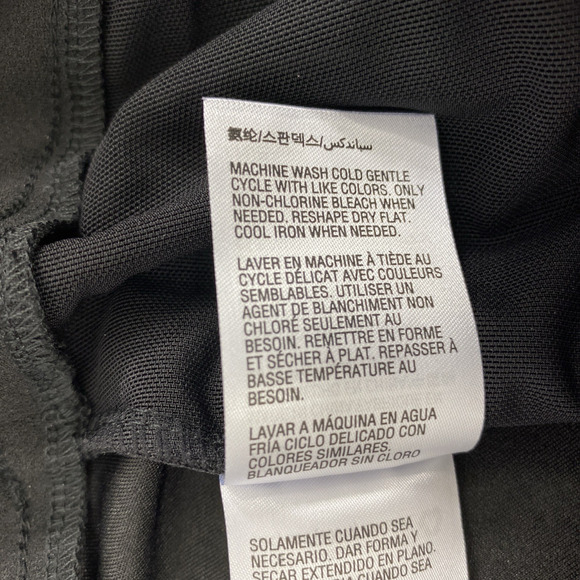 氨纶/스판덱스/سباندكس
MACHINE WASH COLD GENTLE
CYCLE WITH LIKE COLORS. ONLY
NON-CHLORINE BLEACH WHEN
NEEDED. RESHAPE DRY FLAT.
COOL IRON WHEN NEEDED.
LAVER EN MACHINE À TIÈDE AU
CYCLE DÉLICAT AVEC COULEURS
SEMBLABLES. UTILISER UN
AGENT DE BLANCHIMENT NON
CHLORÉ SEULEMENT AU
BESOIN. REMETTRE EN FORME
ET SÉCHER À PLAT. REPASSER À
BASSE TEMPÉRATURE AU
BESOIN.
LAVAR A MÁQUINA EN AGUA
FRÍA CICLO DELICADO CON
COLORES SIMILARES.
BLANQUEADOR SIN CLORO
SOLAMENTE CUANDO SEA
NECESARIO. DAR FORMA Y
SECAR EXTENDIDO EN PLANO.
CUANDO SEA